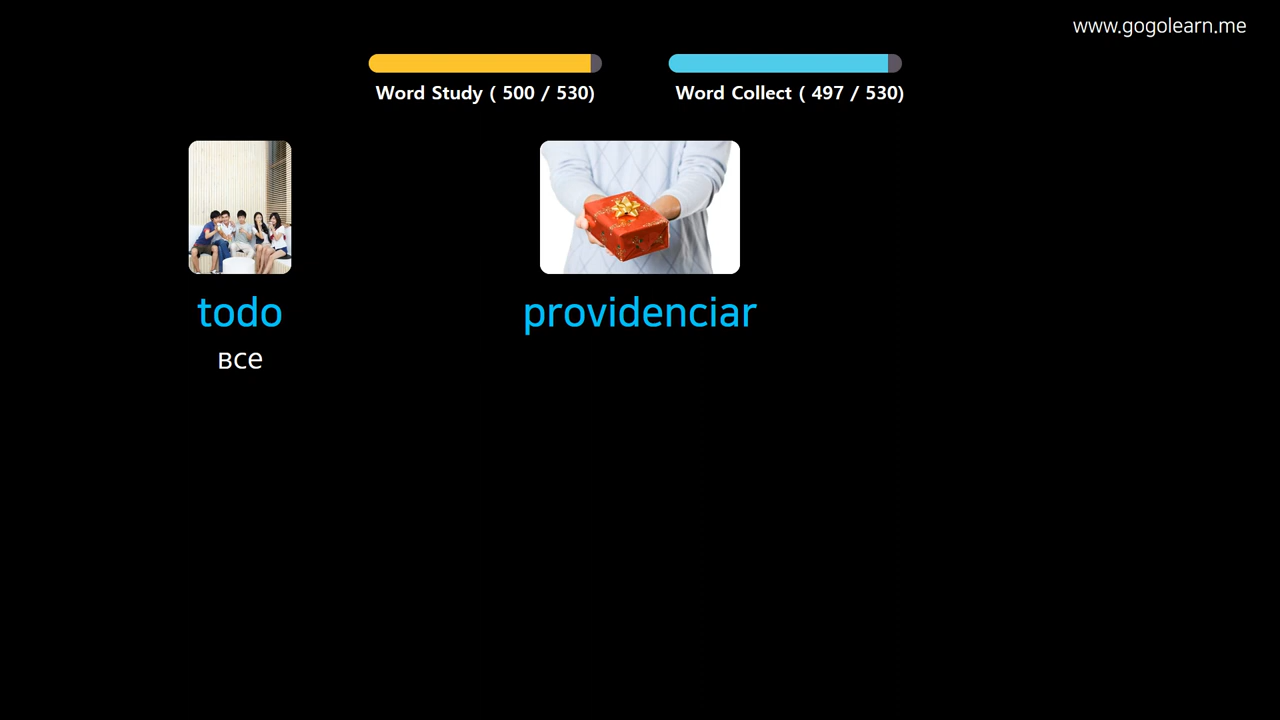 www.gogolearn.me
Word Study ( 500 / 530)
Word Collect ( 497 / 530)
todo
все
providenciar